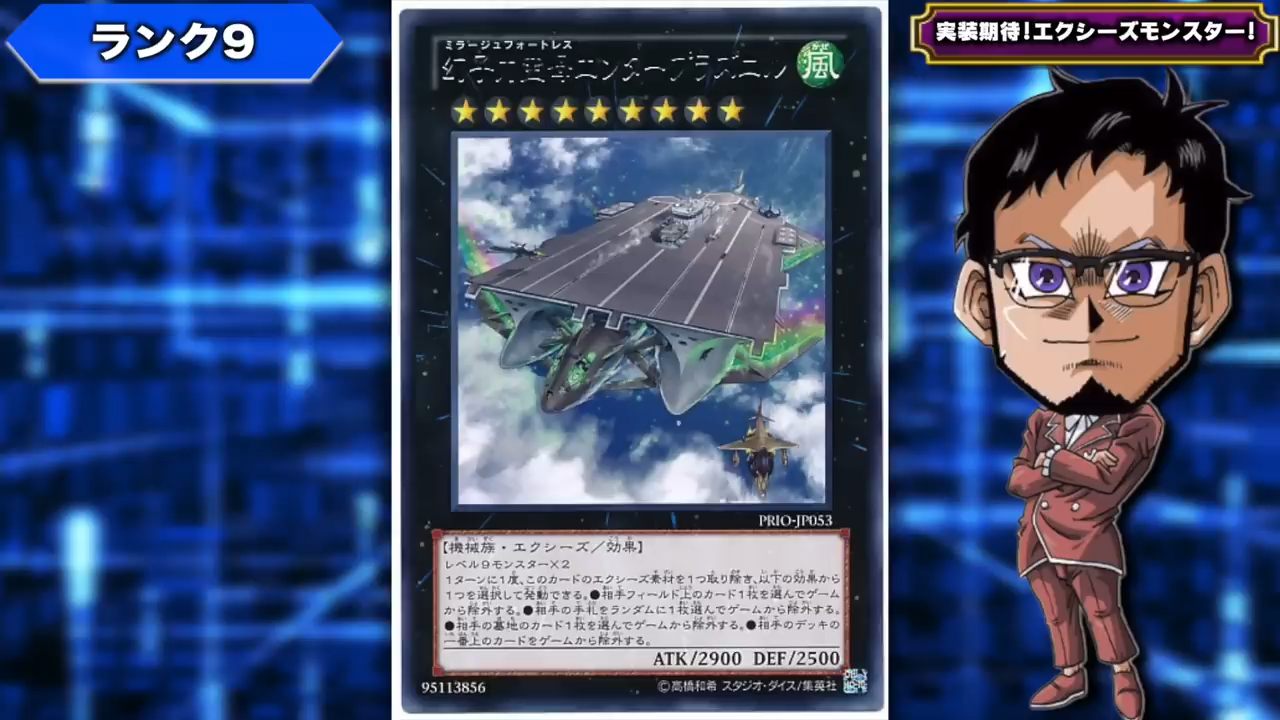 ランク9
実装期待!エクシーズモンスター!
ミラージュフォートレス
幻子力空母エンタープラズニル
かぜ
風
PRIO-JP053
【機械族・エクシーズ/効果】
レベル9モンスター×2
1ターンに1度、このカードのエクシーズ素材を1つ取り除き、以下の効果から
1つを選択して発動できる。●相手フィールド上のカード1枚を選んでゲーム
から除外する。●相手の手札をランダムに1枚選んでゲームから除外する。
●相手の墓地のカード1枚を選んでゲームから除外する。●相手のデッキの
一番上のカードをゲームから除外する。
ATK/2900 DEF/2500
95113856
©高橋和希 スタジオ・ダイス/集英社